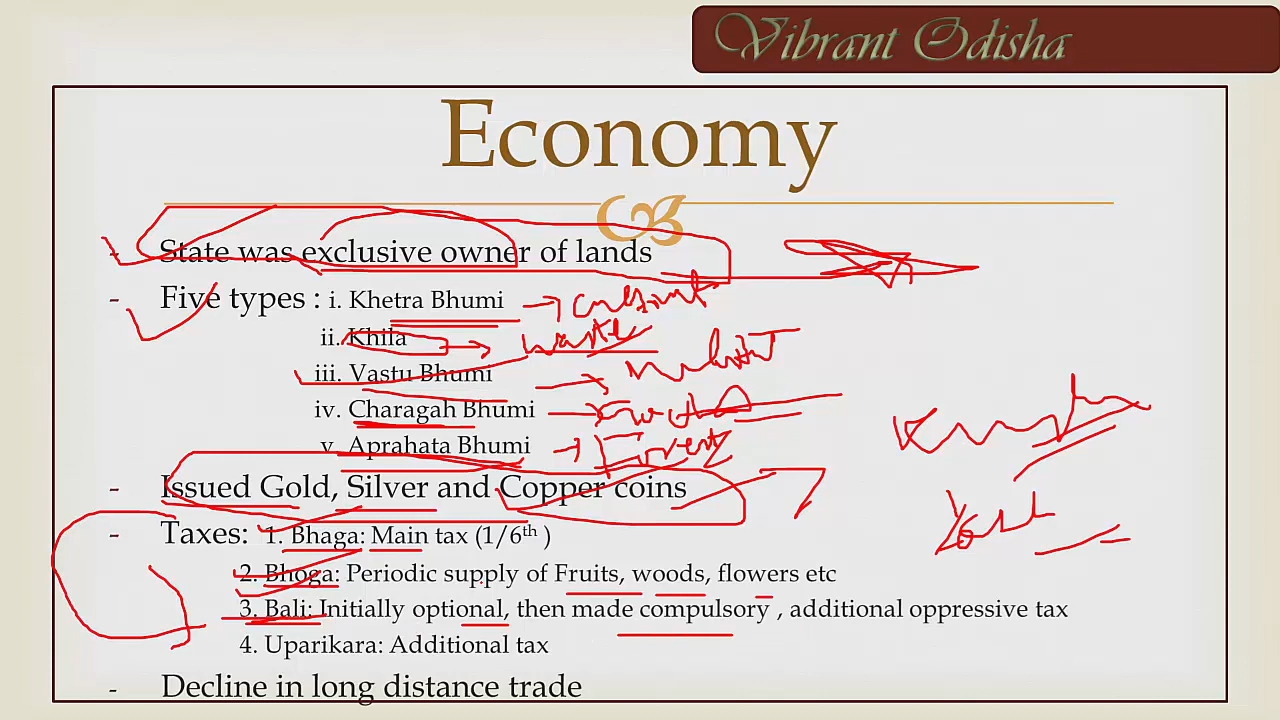 Vibrant Odisha
Economy
- State was exclusive owner of lands
- Five types : i. Khetra Bhumi
ii. Khila → waste
iii. Vastu Bhumi
iv. Charagah Bhumi
v. Aprahata Bhumi → Forest
- Issued Gold, Silver and Copper coins
- Taxes: 1. Bhaga: Main tax (1/6th )
2. Bhoga: Periodic supply of Fruits, woods, flowers etc
3. Bali: Initially optional, then made compulsory , additional oppressive tax
4. Uparikara: Additional tax
- Decline in long distance trade